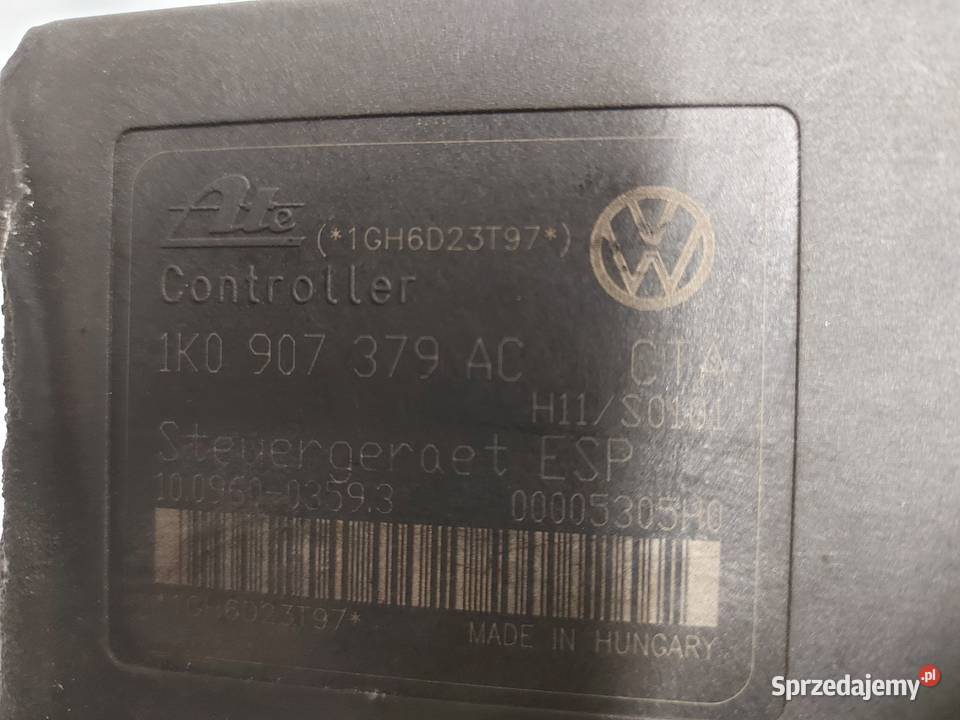 Ate (*1GH6D23T97*)
Controller
1K0 907 379 AC CTA
H11/S0101
Steuergeraet ESP
10.0960-0359.3 00005305H0
*1GH6D23T97*
MADE IN HUNGARY
Sprzedajemy.pl